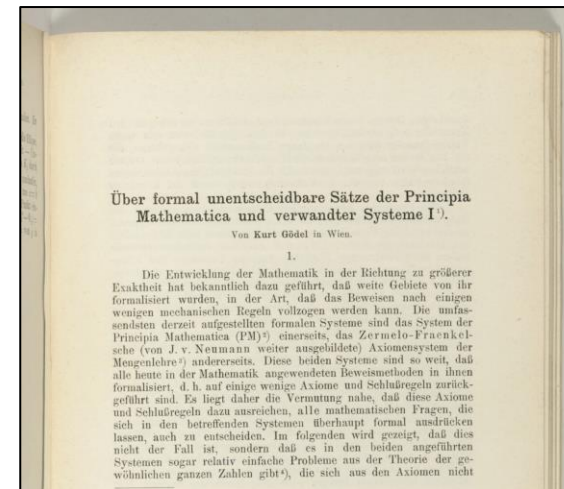 Über formal unentscheidbare Sätze der Principia
Mathematica und verwandter Systeme I¹).
Von Kurt Gödel in Wien.
1.
Die Entwicklung der Mathematik in der Richtung zu größerer
Exaktheit hat bekanntlich dazu geführt, daß weite Gebiete von ihr
formalisiert wurden, in der Art, daß das Beweisen nach einigen
wenigen mechanischen Regeln vollzogen werden kann. Die umfas-
sendsten derzeit aufgestellten formalen Systeme sind das System der
Principia Mathematica (PM)²) einerseits, das Zermelo-Fraenkel-
sche (von J. v. Neumann weiter ausgebildete) Axiomensystem der
Mengenlehre³) andererseits. Diese beiden Systeme sind so weit, daß
alle heute in der Mathematik angewendeten Beweismethoden in ihnen
formalisiert, d. h. auf einige wenige Axiome und Schlußregeln zurück-
geführt sind. Es liegt daher die Vermutung nahe, daß diese Axiome
und Schlußregeln dazu ausreichen, alle mathematischen Fragen, die
sich in den betreffenden Systemen überhaupt formal ausdrücken
lassen, auch zu entscheiden. Im folgenden wird gezeigt, daß dies
nicht der Fall ist, sondern daß es in den beiden angeführten
Systemen sogar relativ einfache Probleme aus der Theorie der ge-
wöhnlichen ganzen Zahlen gibt⁴), die sich aus den Axiomen nicht